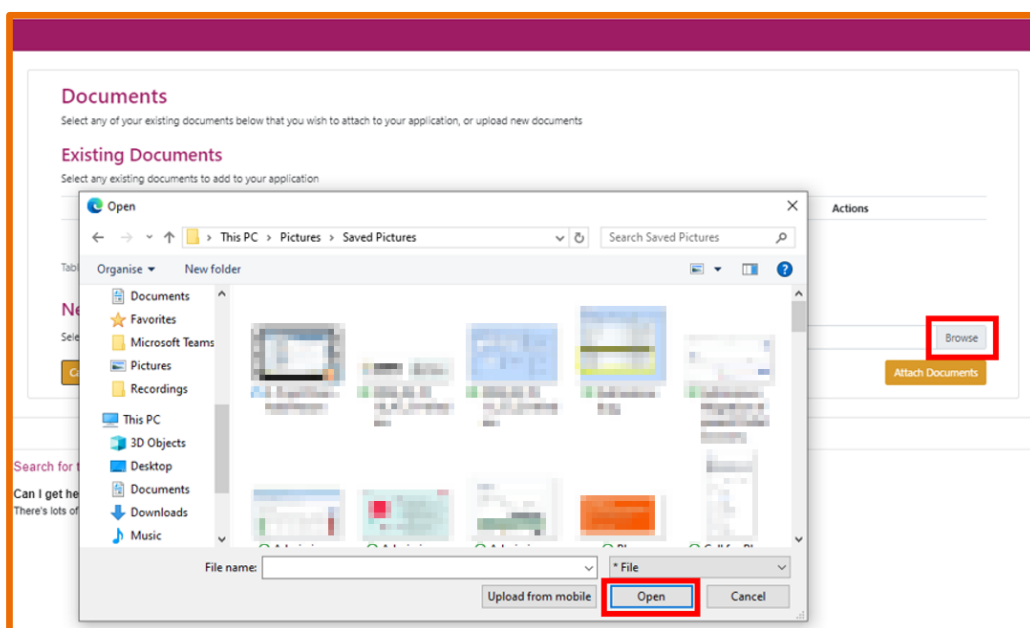 Documents
Select any of your existing documents below that you wish to attach to your application, or upload new documents
Existing Documents
Select any existing documents to add to your application
Open
Actions
This PC > Pictures > Saved Pictures
Search Saved Pictures
Tabl
Organise
New folder
Documents
Favorites
Microsoft Teams
Pictures
Recordings
This PC
3D Objects
Desktop
Documents
Downloads
Music
Ne
Sele
Browse
Attach Documents
Search for t
Can I get he
There's lots of
File name:
* File
Upload from mobile
Open
Cancel